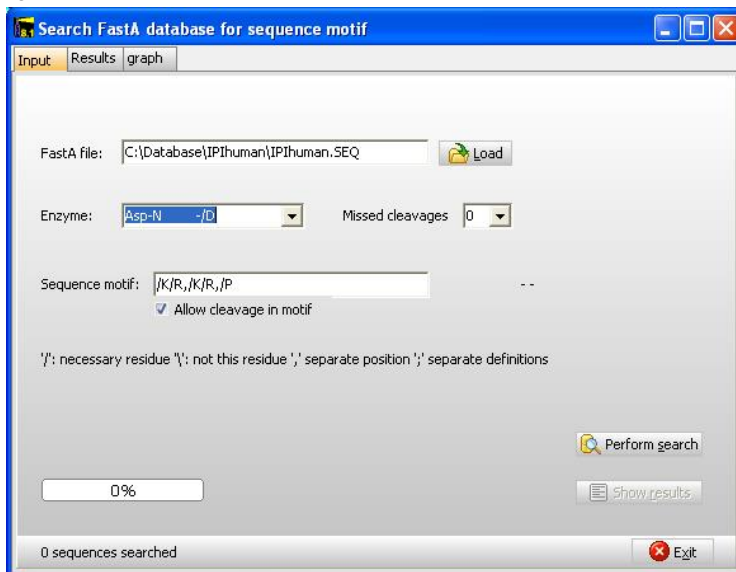 Search FastA database for sequence motif
Input Results graph
FastA file: C:\Database\IPIhuman\IPIhuman.SEQ Load
Enzyme: Asp-N -/D Missed cleavages 0
Sequence motif: /K/R,/K/R,/P - -
Allow cleavage in motif
'/': necessary residue '\': not this residue ',' separate position ';' separate definitions
Perform search
0% Show results
0 sequences searched Exit